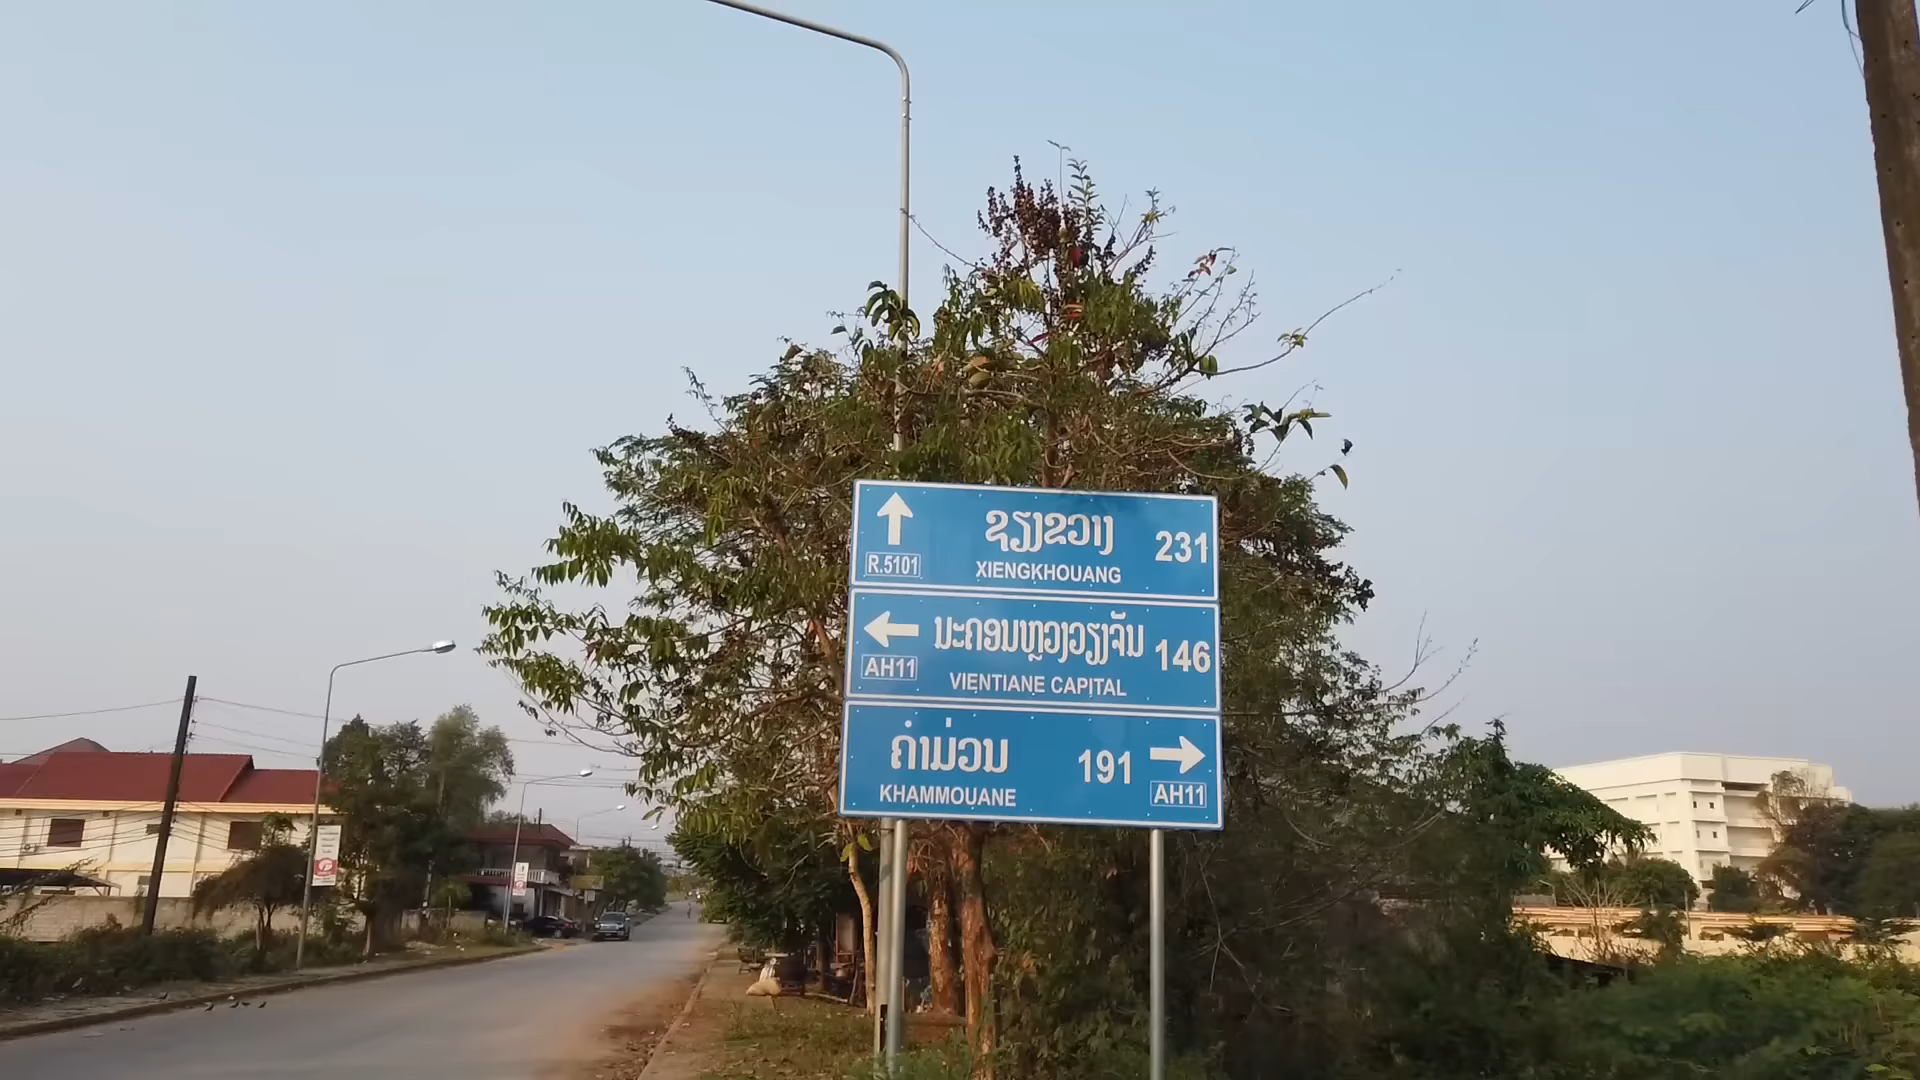 ຊຽງຂວາງ 231
R.5101 XIENGKHOUANG
ນະຄອນຫຼວງວຽງຈັນ 146
AH11 VIENTIANE CAPITAL
ຄຳມ່ວນ 191
KHAMMOUANE AH11